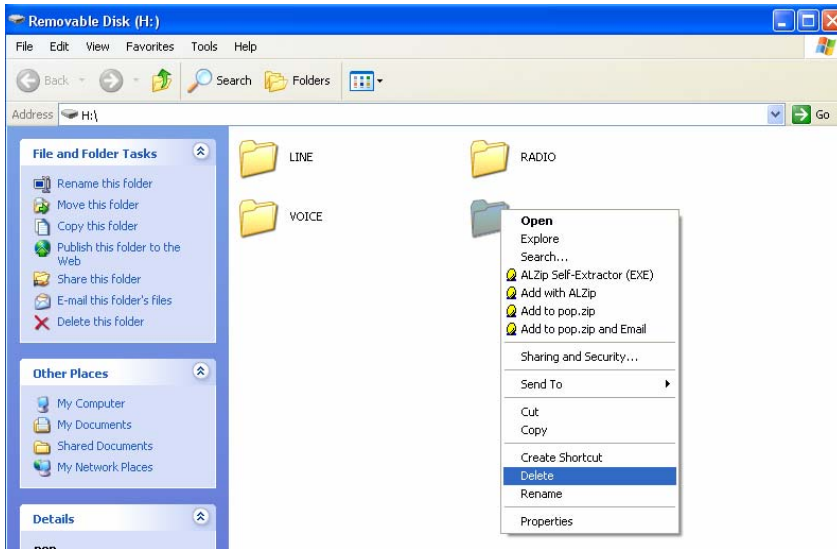 Removable Disk (H:)
File Edit View Favorites Tools Help
Back Search Folders
Address H:\ Go
File and Folder Tasks
Rename this folder
Move this folder
Copy this folder
Publish this folder to the
Web
Share this folder
E-mail this folder's files
Delete this folder
Other Places
My Computer
My Documents
Shared Documents
My Network Places
Details
pop
LINE
RADIO
VOICE
Open
Explore
Search...
ALZip Self-Extractor (EXE)
Add with ALZip
Add to pop.zip
Add to pop.zip and Email
Sharing and Security...
Send To
Cut
Copy
Create Shortcut
Delete
Rename
Properties